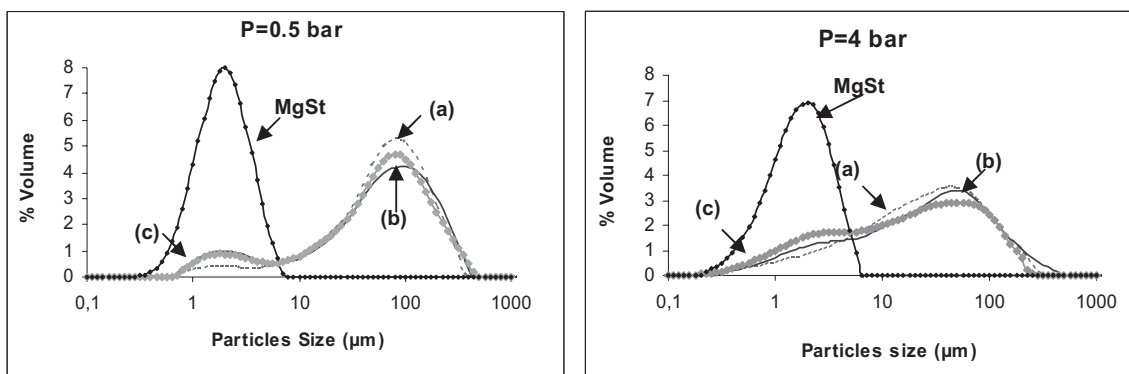 P=0.5 bar
% Volume
8
7
6
5
4
3
2
1
0
MgSt
(a)
(b)
(c)
0,1
1
10
100
1000
Particles Size (µm)
P=4 bar
% Volume
8
7
6
5
4
3
2
1
0
MgSt
(a)
(b)
(c)
0,1
1
10
100
1000
Particles size (µm)